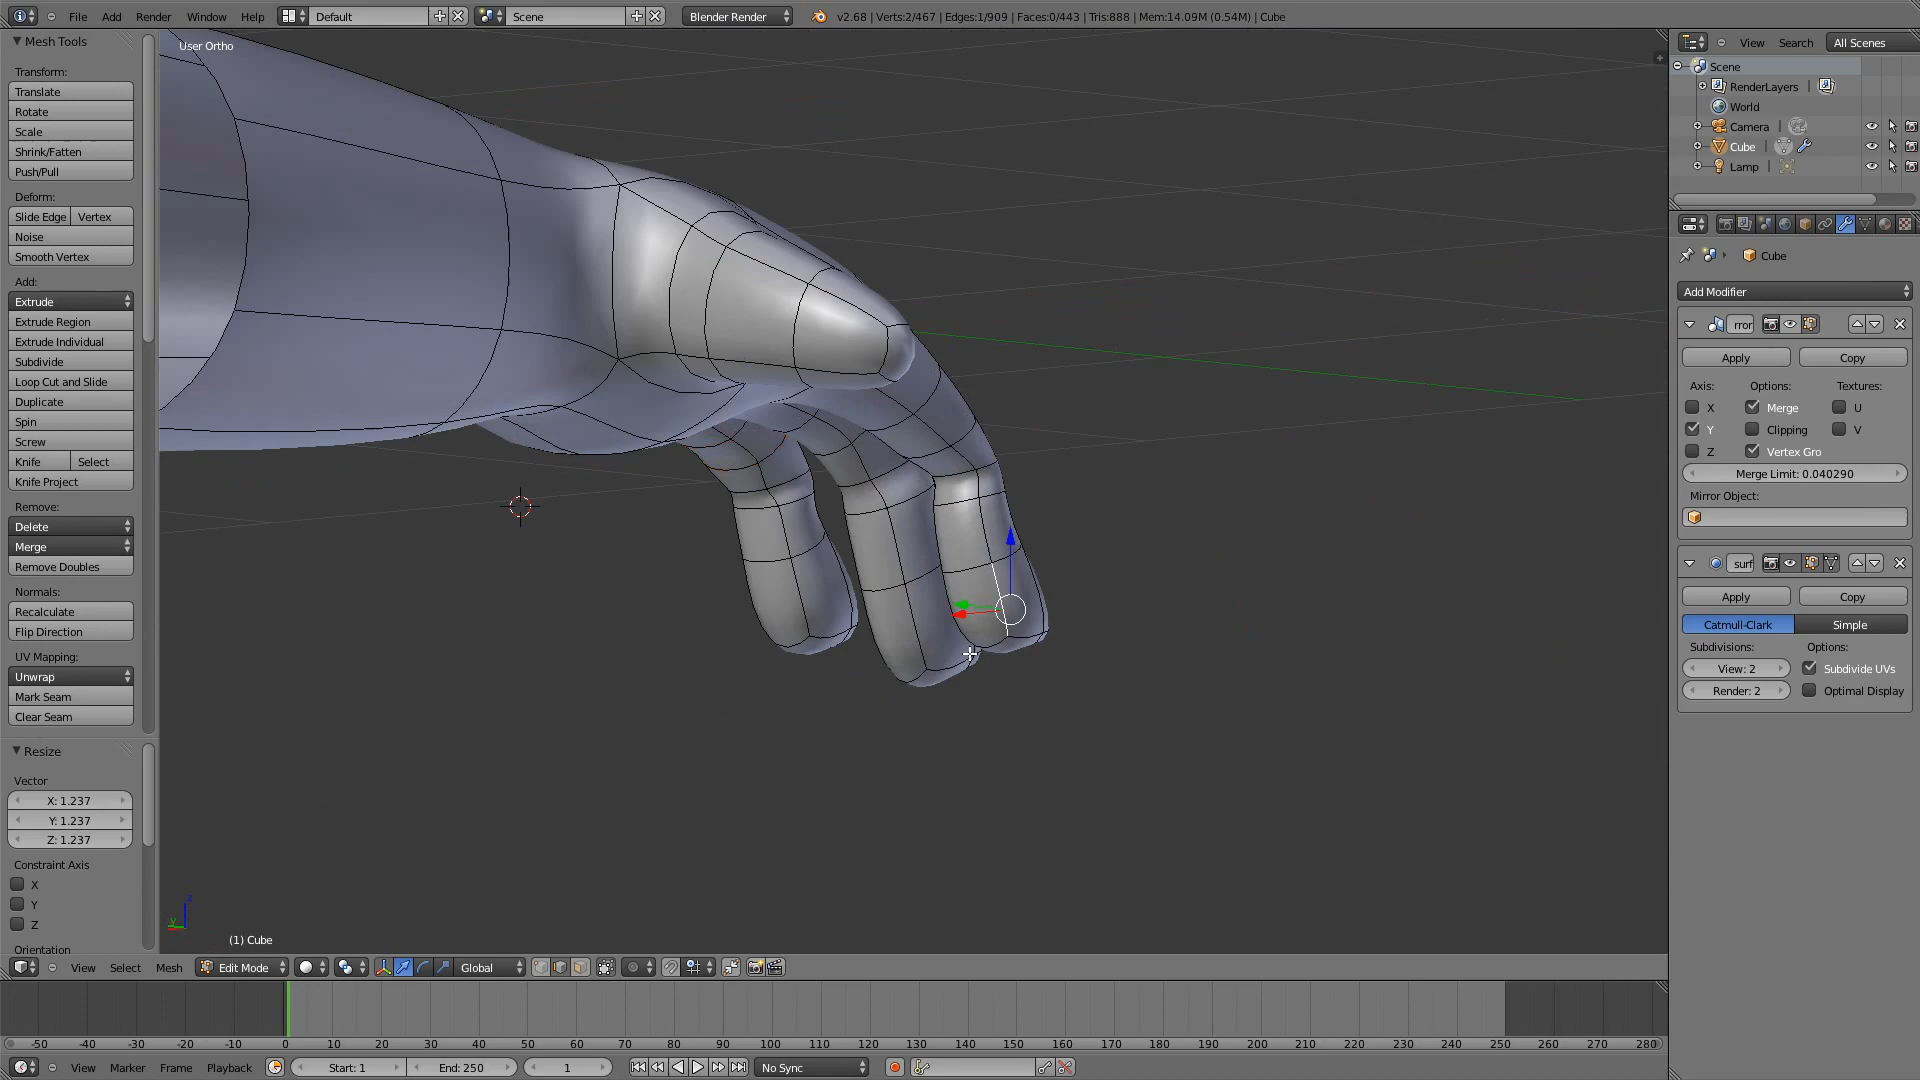 File Add Render Window Help Default Scene Blender Render v2.68 | Verts:2/467 | Edges:1/909 | Faces:0/443 | Tris:888 | Mem:14.09M (0.54M) | Cube
Mesh Tools
User Ortho
View Search All Scenes
Transform:
Translate
Rotate
Scale
Shrink/Fatten
Push/Pull
Deform:
Slide Edge Vertex
Noise
Smooth Vertex
Add:
Extrude
Extrude Region
Extrude Individual
Subdivide
Loop Cut and Slide
Duplicate
Spin
Screw
Knife Select
Knife Project
Remove:
Delete
Merge
Remove Doubles
Normals:
Recalculate
Flip Direction
UV Mapping:
Unwrap
Mark Seam
Clear Seam
Resize
Vector
X: 1.237
Y: 1.237
Z: 1.237
Constraint Axis
X
Y
Z
Orientation
z
y
(1) Cube
Scene
RenderLayers |
World
Camera |
Cube |
Lamp |
Cube
Add Modifier
rror
Apply Copy
Axis: Options: Textures:
X Merge U
Y Clipping V
Z Vertex Gro
Merge Limit: 0.040290
Mirror Object:
surf
Apply Copy
Catmull-Clark Simple
Subdivisions: Options:
View: 2 Subdivide UVs
Render: 2 Optimal Display
View Select Mesh Edit Mode Global
-50 -40 -30 -20 -10 0 10 20 30 40 50 60 70 80 90 100 110 120 130 140 150 160 170 180 190 200 210 220 230 240 250 260 270 280
View Marker Frame Playback Start: 1 End: 250 1 No Sync